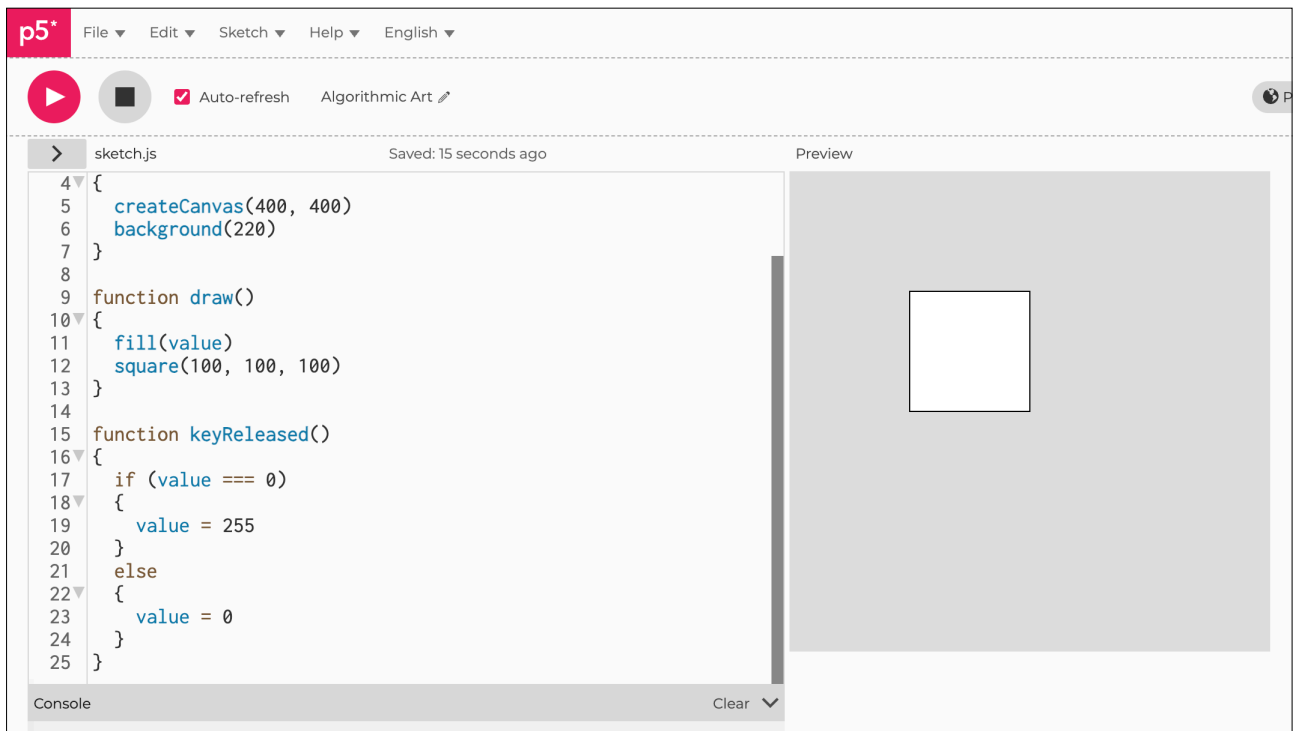 p5*
File Edit Sketch Help English
Auto-refresh Algorithmic Art P
sketch.js Saved: 15 seconds ago Preview
4 {
5 createCanvas(400, 400)
6 background(220)
7 }
8
9 function draw()
10 {
11 fill(value)
12 square(100, 100, 100)
13 }
14
15 function keyReleased()
16 {
17 if (value === 0)
18 {
19 value = 255
20 }
21 else
22 {
23 value = 0
24 }
25 }
Console Clear